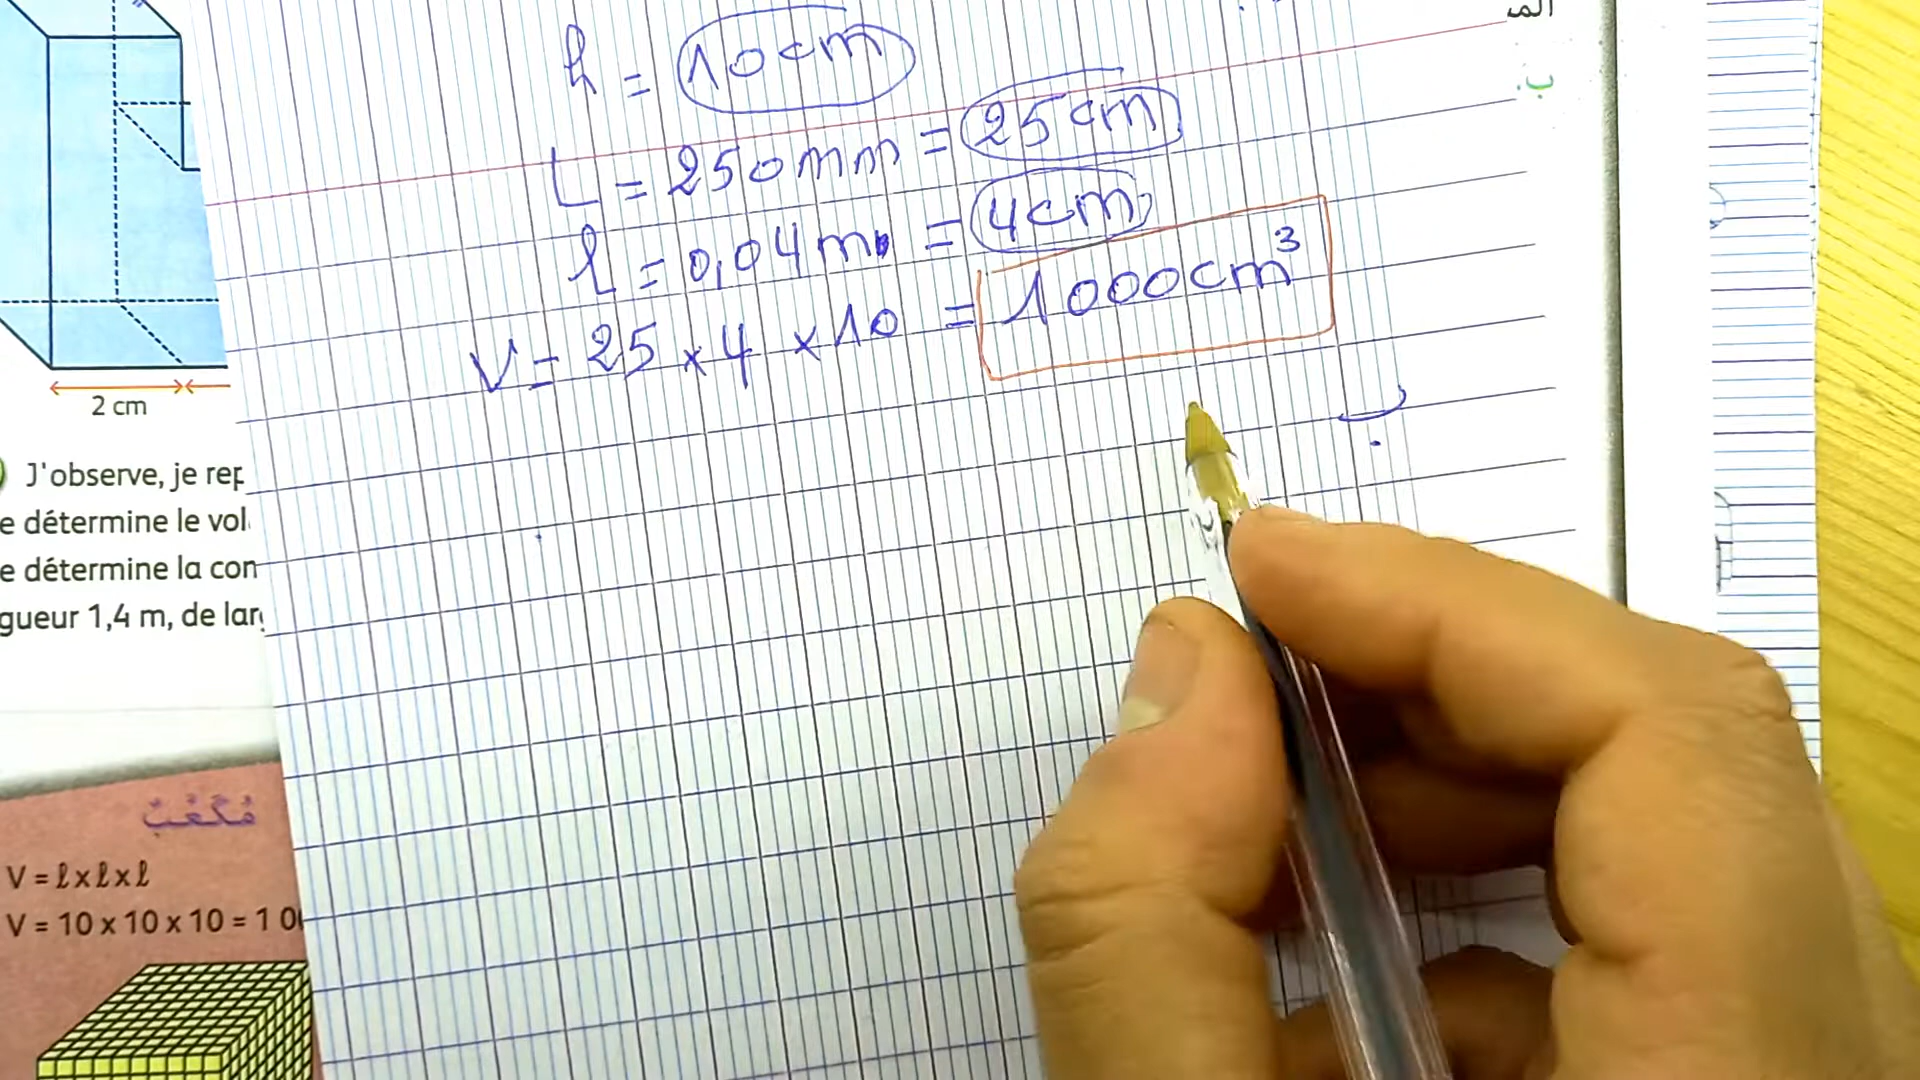 h = 10cm
L = 250mm = 25cm
l = 0,04m = 4cm
V = 25 x 4 x 10 = 1000cm³
ب
2 cm
J'observe, je rep
e détermine le vol
e détermine la con
gueur 1,4 m, de larg
مُكَعَّبٌ
V = ℓ x ℓ x ℓ
V = 10 x 10 x 10 = 1 0